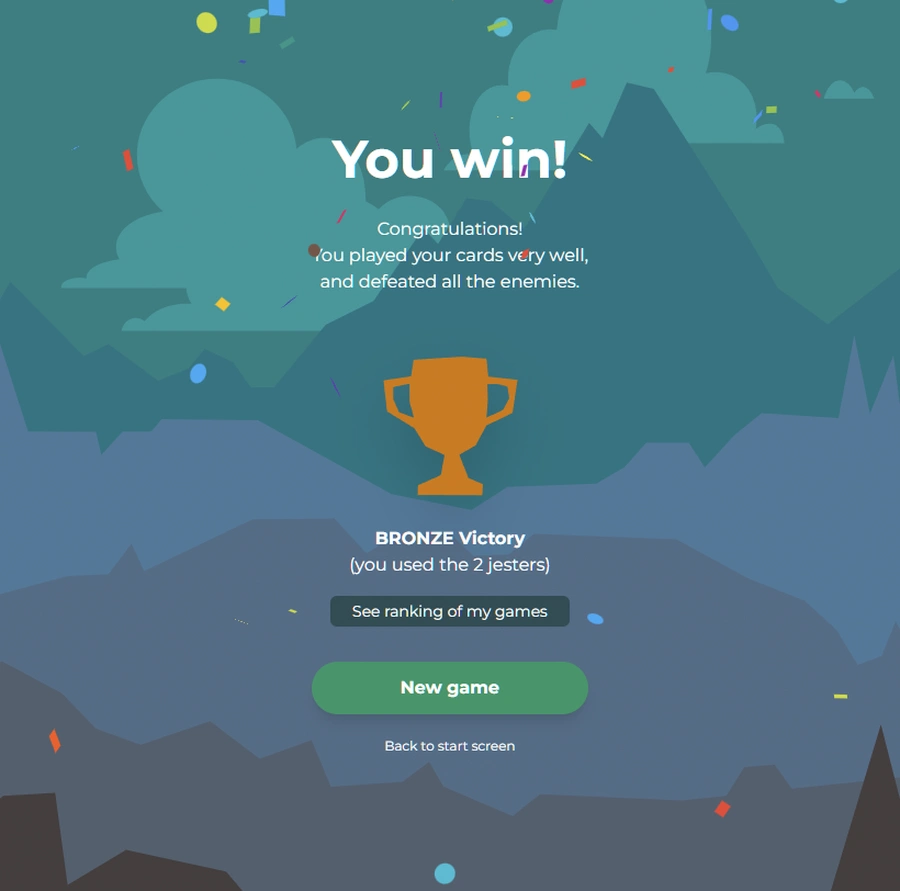 You win!
Congratulations!
You played your cards very well,
and defeated all the enemies.
BRONZE Victory
(you used the 2 jesters)
See ranking of my games
New game
Back to start screen